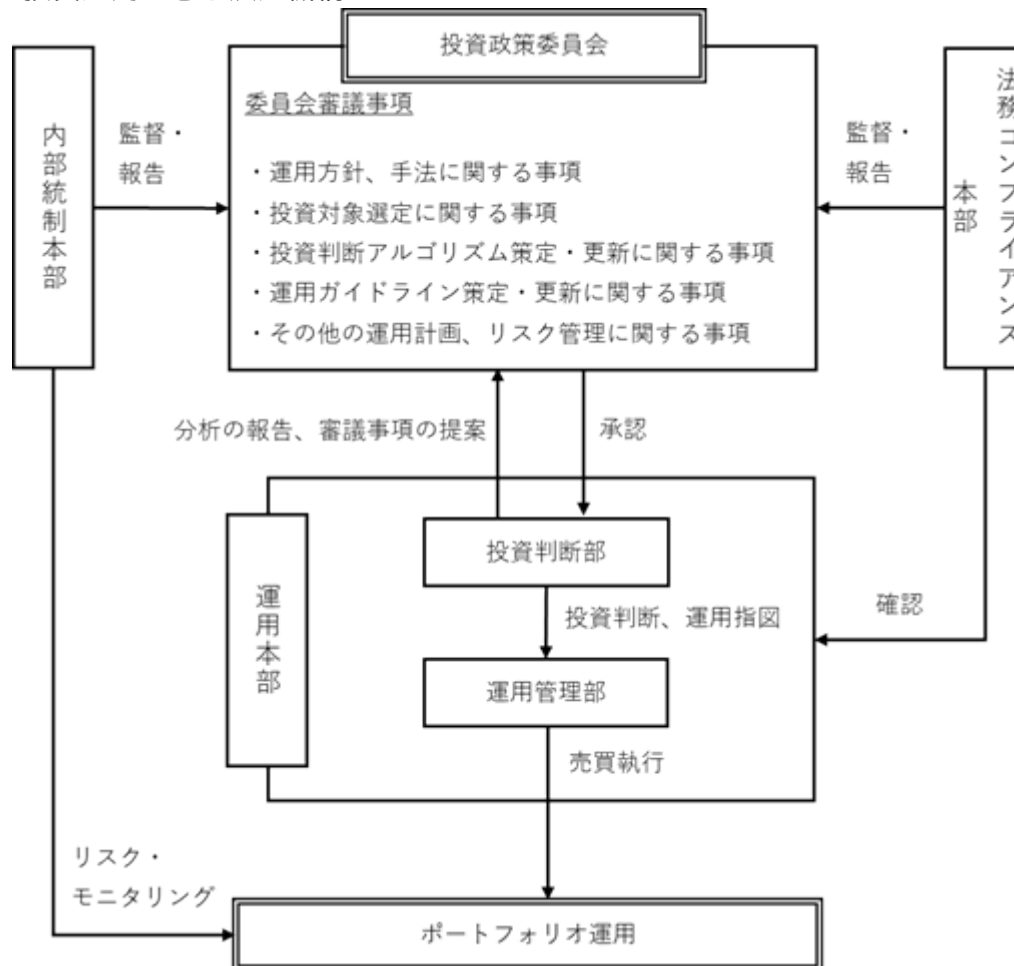 投資政策委員会
委員会審議事項
・運用方針、手法に関する事項
・投資対象選定に関する事項
・投資判断アルゴリズム策定・更新に関する事項
・運用ガイドライン策定・更新に関する事項
・その他の運用計画、リスク管理に関する事項
内部統制本部
監督・
報告
監督・
報告
法務コンプライアンス
本部
分析の報告、審議事項の提案
承認
運用本部
投資判断部
投資判断、運用指図
運用管理部
売買執行
確認
リスク・
モニタリング
ポートフォリオ運用